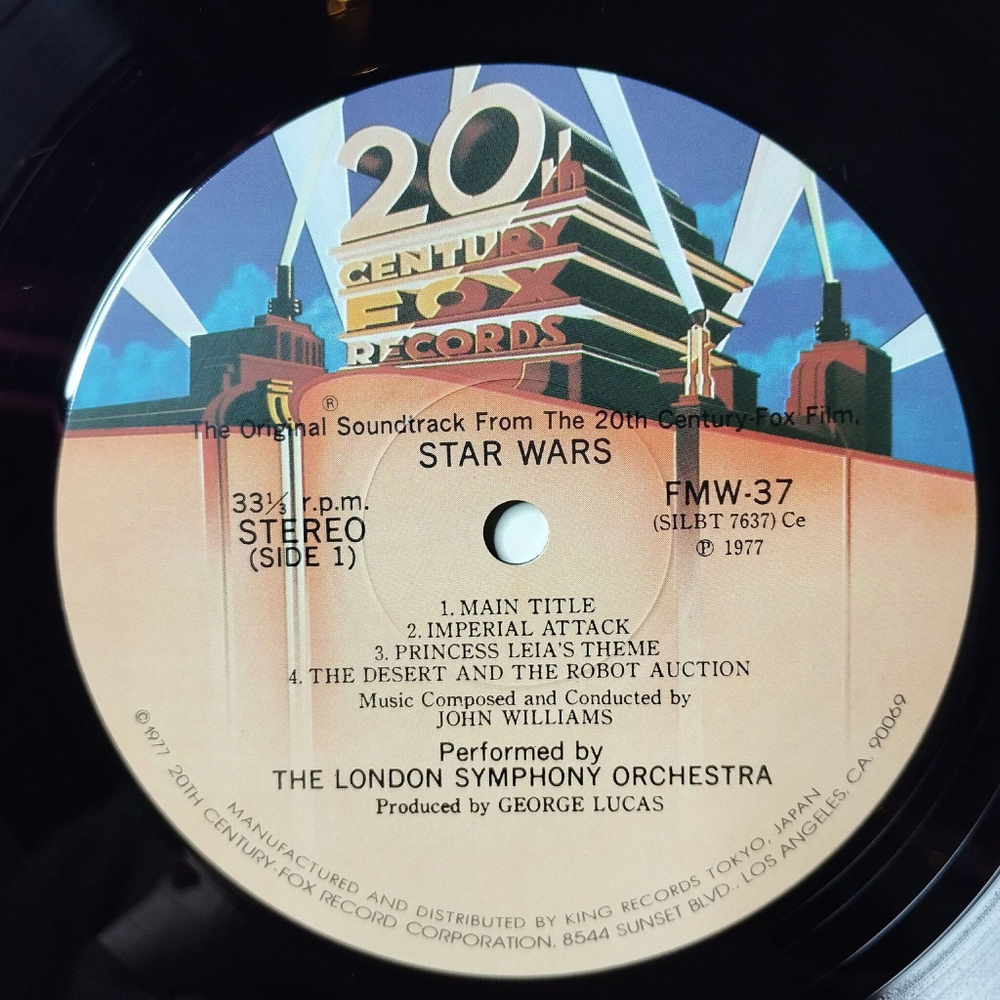 20th
CENTURY
FOX
RECORDS
®
The Original Soundtrack From The 20th Century-Fox Film,
STAR WARS
33⅓ r.p.m.
STEREO
(SIDE 1)
FMW-37
(SILBT 7637) Ce
℗ 1977
1. MAIN TITLE
2. IMPERIAL ATTACK
3. PRINCESS LEIA'S THEME
4. THE DESERT AND THE ROBOT AUCTION
Music Composed and Conducted by
JOHN WILLIAMS
Performed by
THE LONDON SYMPHONY ORCHESTRA
Produced by GEORGE LUCAS
MANUFACTURED AND DISTRIBUTED BY KING RECORDS TOKYO, JAPAN
©1977 20TH CENTURY-FOX RECORD CORPORATION, 8544 SUNSET BLVD., LOS ANGELES, CA. 90069